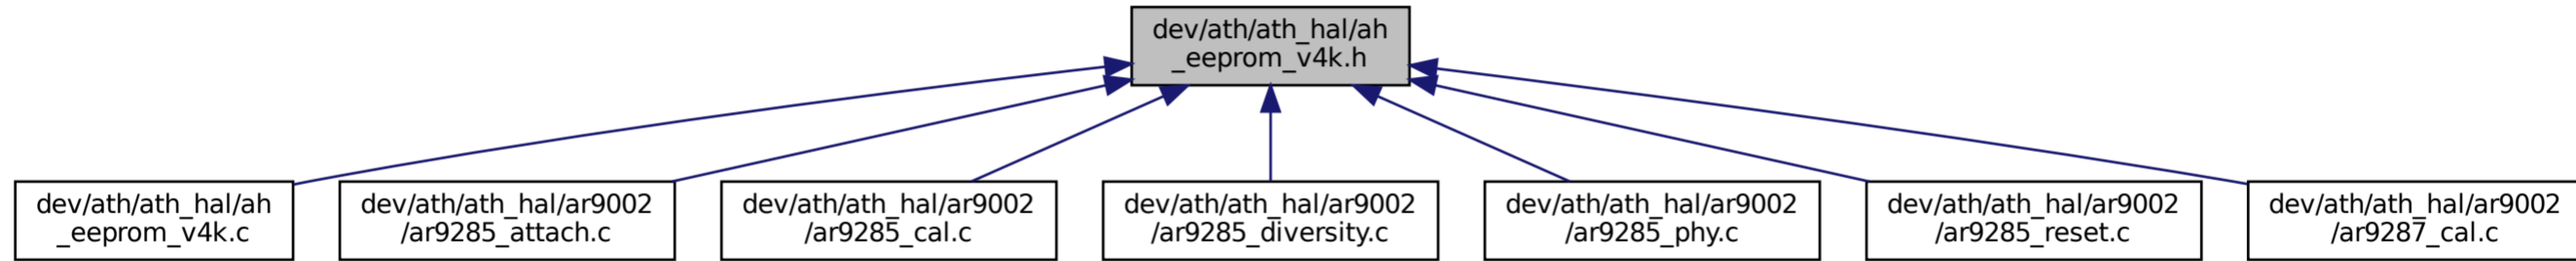 dev/ath/ath_hal/ah
_eeprom_v4k.h
dev/ath/ath_hal/ah
_eeprom_v4k.c
dev/ath/ath_hal/ar9002
/ar9285_attach.c
dev/ath/ath_hal/ar9002
/ar9285_cal.c
dev/ath/ath_hal/ar9002
/ar9285_diversity.c
dev/ath/ath_hal/ar9002
/ar9285_phy.c
dev/ath/ath_hal/ar9002
/ar9285_reset.c
dev/ath/ath_hal/ar9002
/ar9287_cal.c